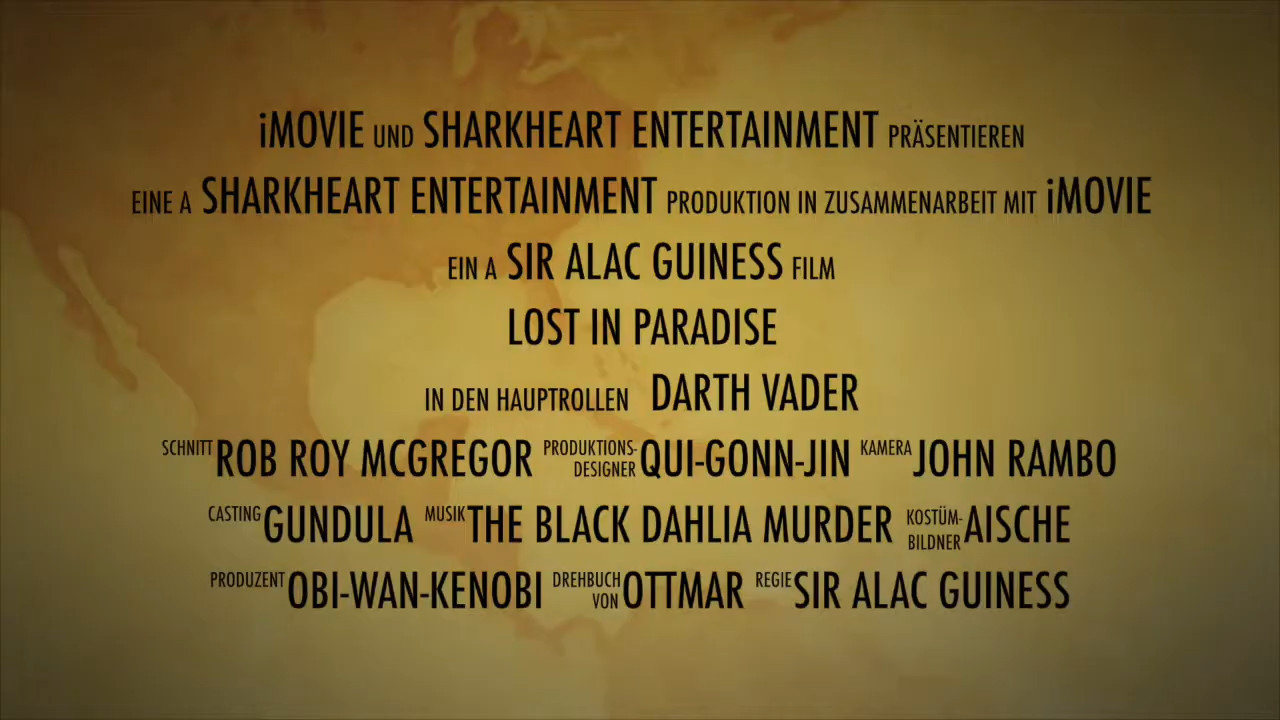 iMOVIE UND SHARKHEART ENTERTAINMENT PRÄSENTIEREN
EINE A SHARKHEART ENTERTAINMENT PRODUKTION IN ZUSAMMENARBEIT MIT iMOVIE
EIN A SIR ALAC GUINESS FILM
LOST IN PARADISE
IN DEN HAUPTROLLEN DARTH VADER
SCHNITT ROB ROY MCGREGOR PRODUKTIONS-DESIGNER QUI-GONN-JIN KAMERA JOHN RAMBO
CASTING GUNDULA MUSIK THE BLACK DAHLIA MURDER KOSTÜM-BILDNER AISCHE
PRODUZENT OBI-WAN-KENOBI DREHBUCH VON OTTMAR REGIE SIR ALAC GUINESS